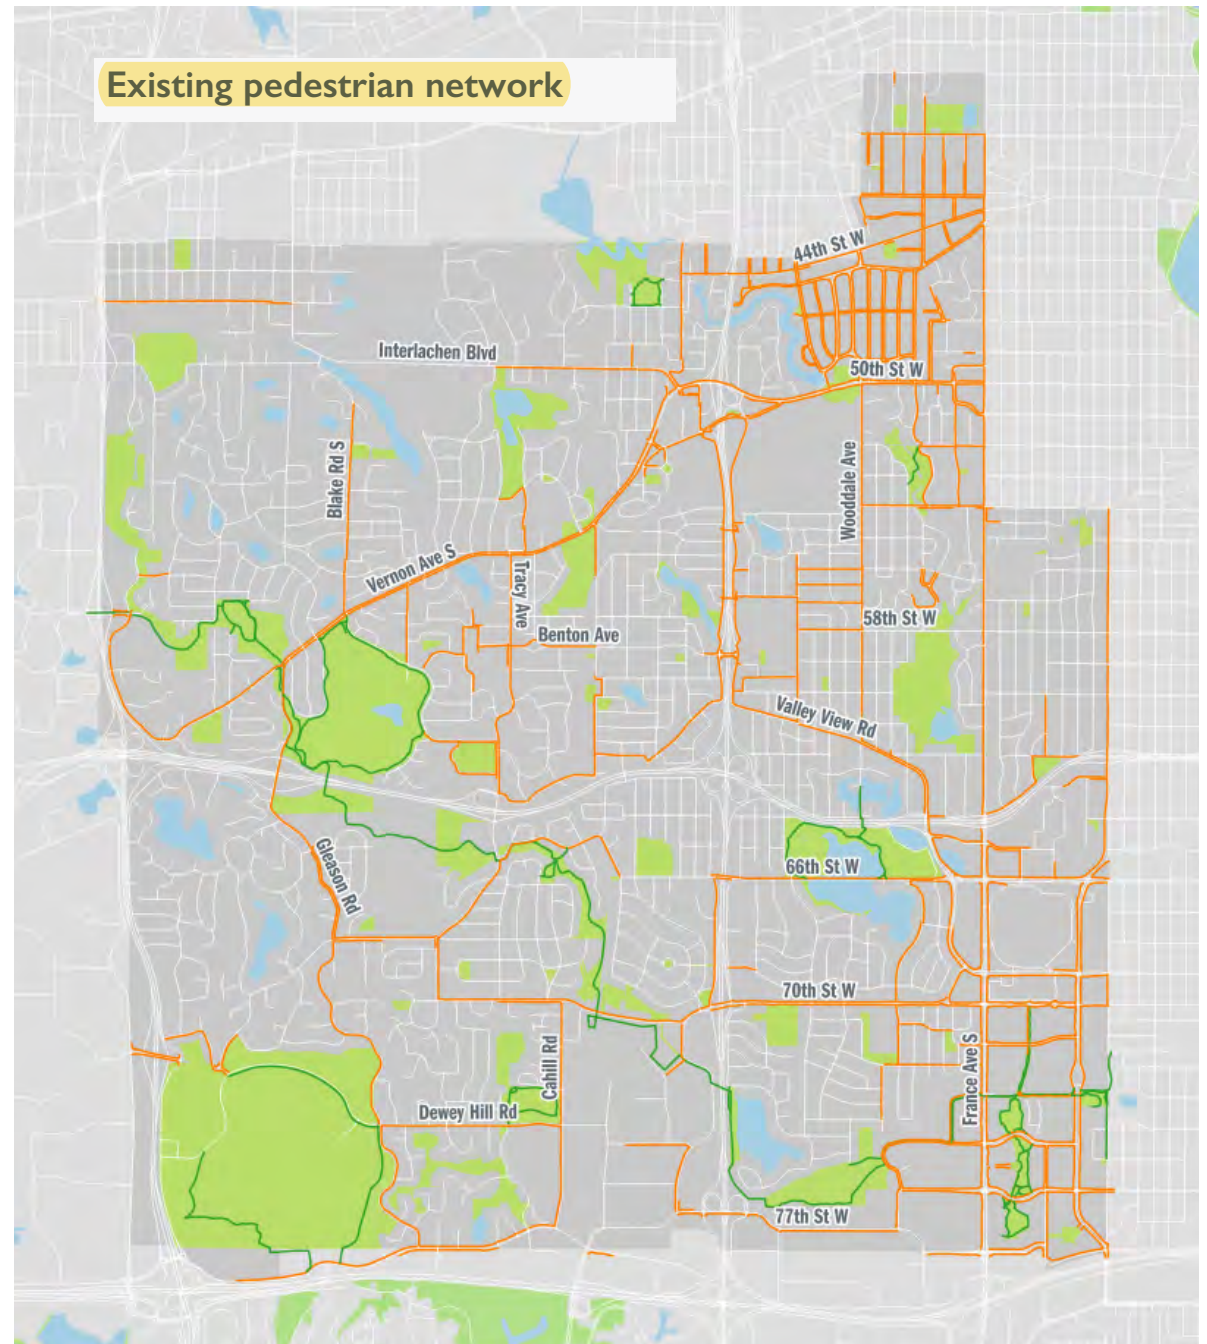 Existing pedestrian network
44th St W
Interlachen Blvd
50th St W
Blake Rd S
Wooddale Ave
Vernon Ave S
Tracy Ave
58th St W
Benton Ave
Valley View Rd
Gleason Rd
66th St W
70th St W
Cahill Rd
France Ave S
Dewey Hill Rd
77th St W